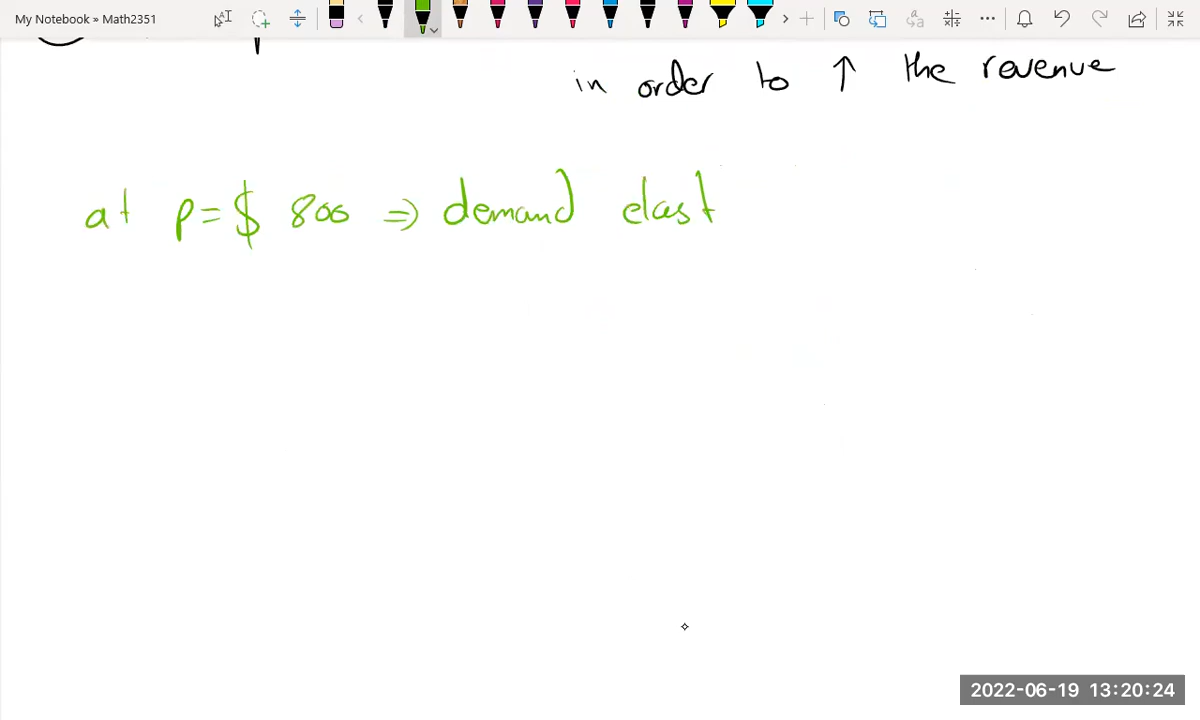 My Notebook » Math2351
in order to ↑ the revenue
at p = $ 800 ⇒ demand elast
2022-06-19 13:20:24